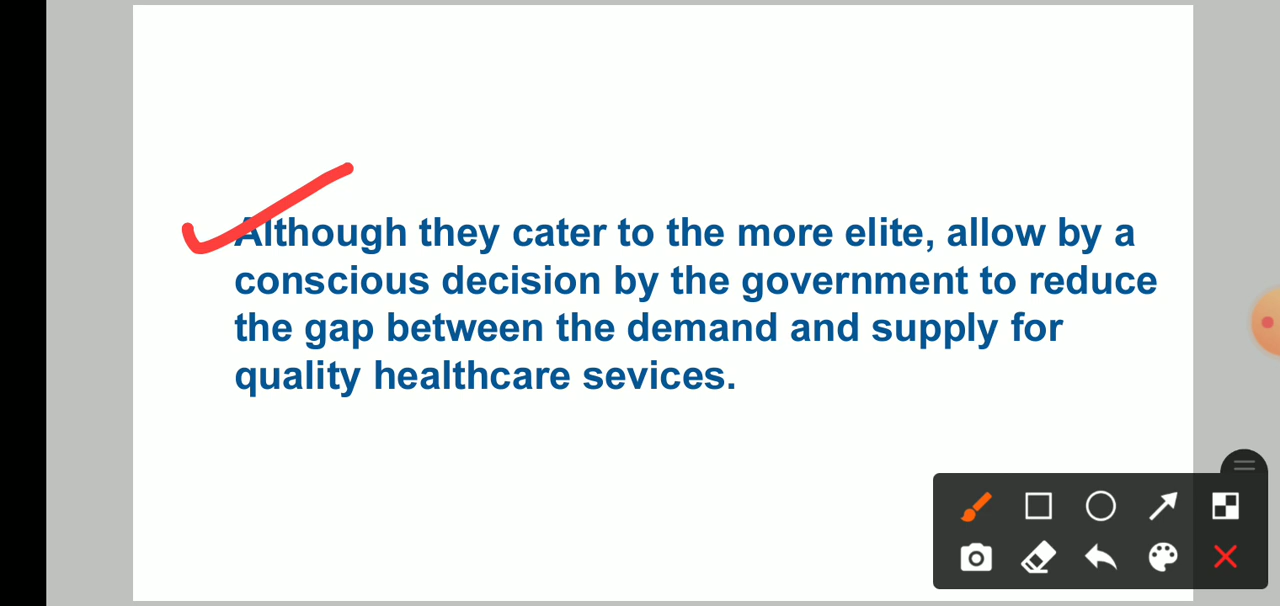 Although they cater to the more elite, allow by a
conscious decision by the government to reduce
the gap between the demand and supply for
quality healthcare sevices.